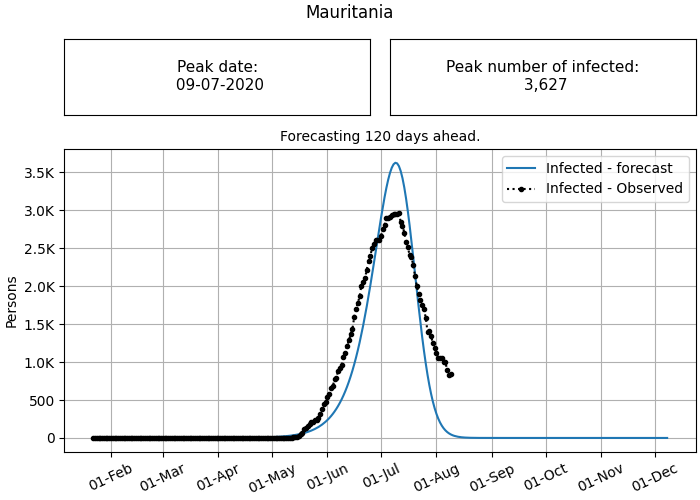 Mauritania
Peak date:
09-07-2020
Peak number of infected:
3,627
Forecasting 120 days ahead.
Infected - forecast
Infected - Observed
3.5K
3.0K
2.5K
2.0K
1.5K
1.0K
500
0
Persons
01-Feb
01-Mar
01-Apr
01-May
01-Jun
01-Jul
01-Aug
01-Sep
01-Oct
01-Nov
01-Dec